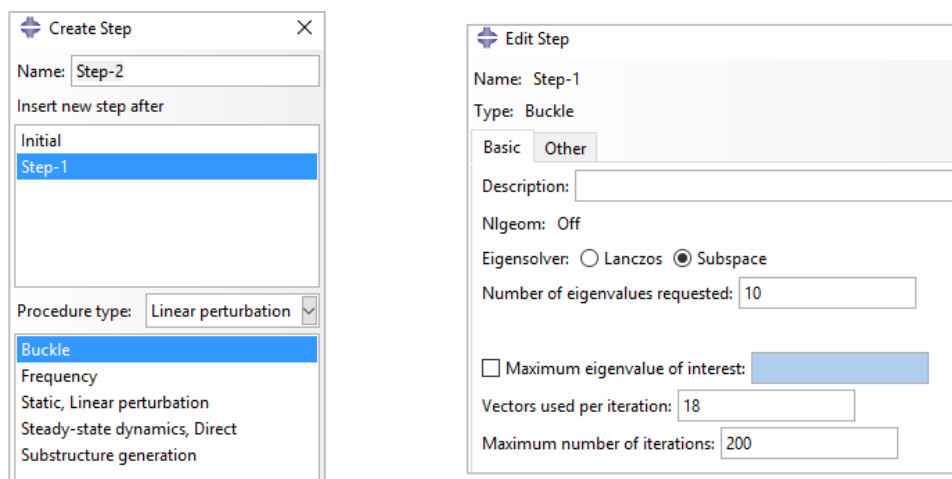 Create Step
Name: Step-2
Insert new step after
Initial
Step-1
Procedure type: Linear perturbation
Buckle
Frequency
Static, Linear perturbation
Steady-state dynamics, Direct
Substructure generation
Edit Step
Name: Step-1
Type: Buckle
Basic Other
Description:
Nlgeom: Off
Eigensolver: Lanczos Subspace
Number of eigenvalues requested: 10
Maximum eigenvalue of interest:
Vectors used per iteration: 18
Maximum number of iterations: 200